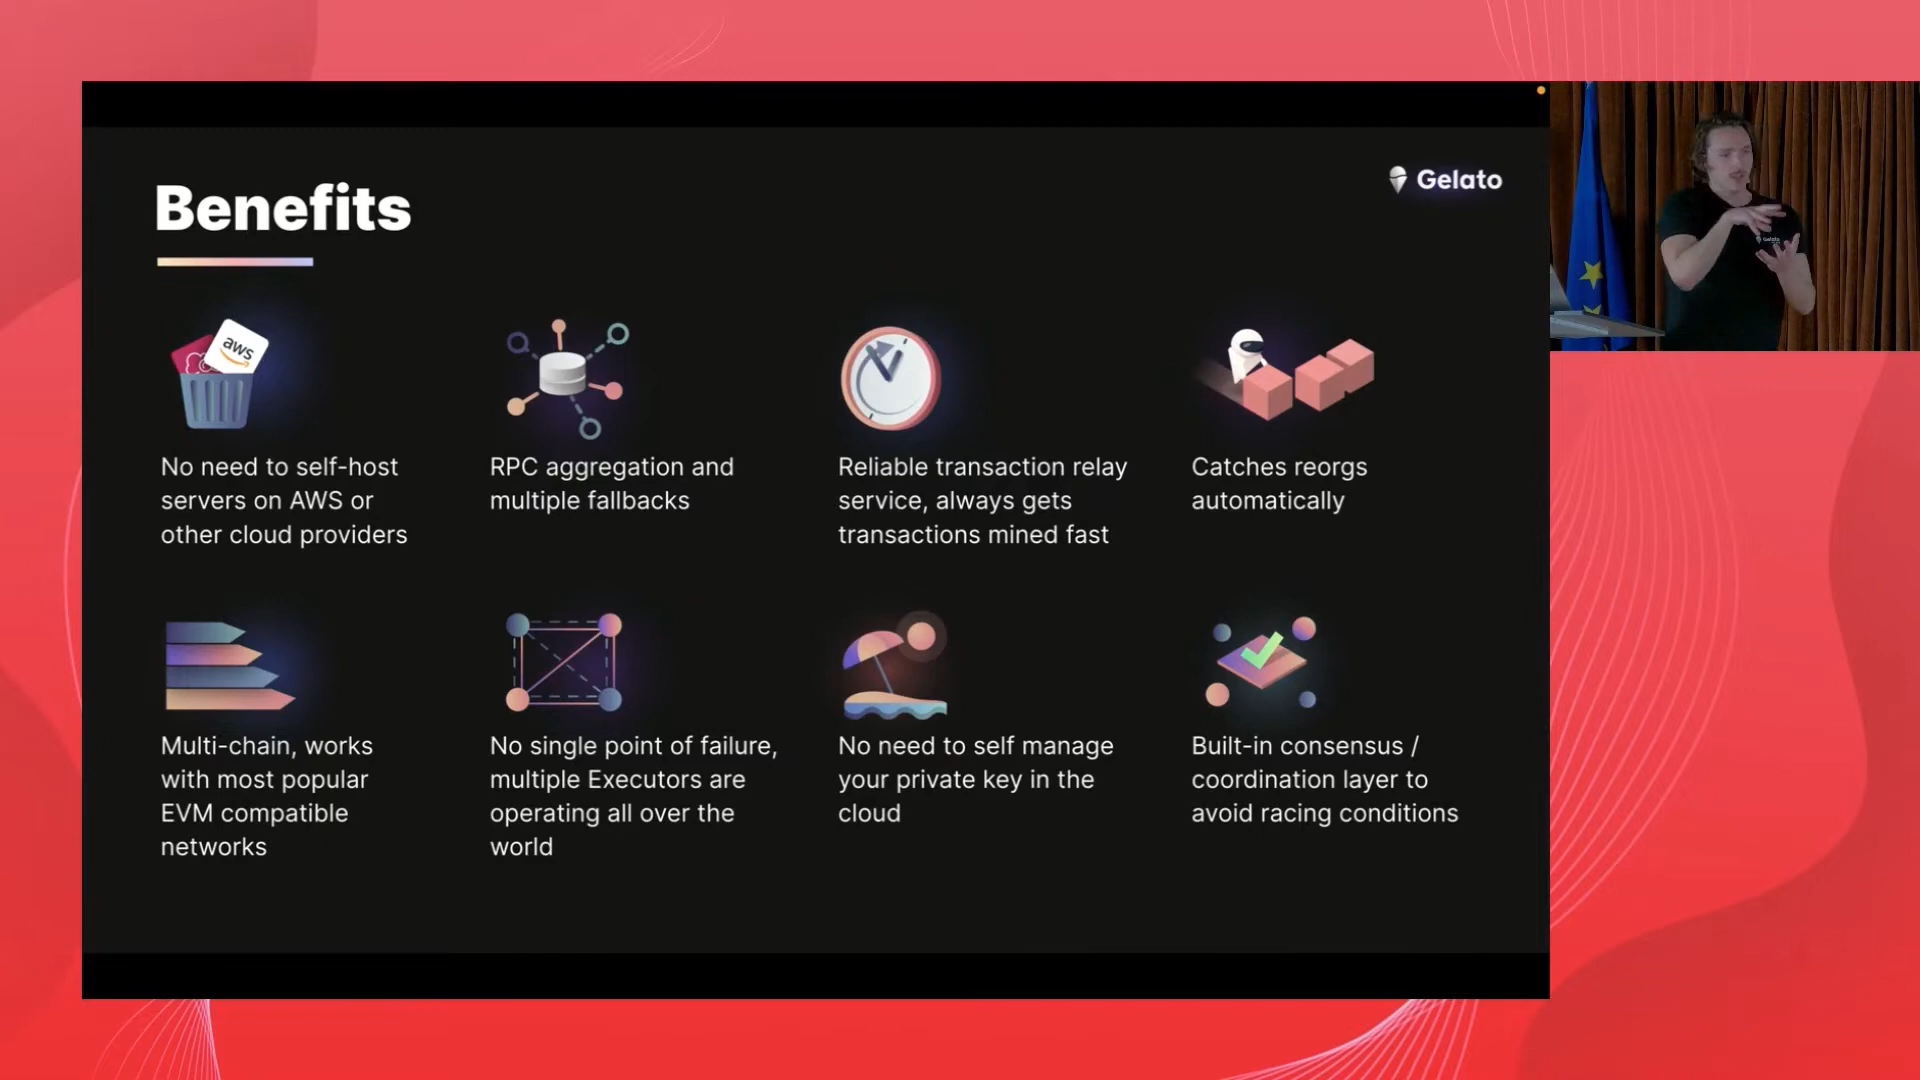 Benefits
Gelato
aws
No need to self-host
servers on AWS or
other cloud providers
RPC aggregation and
multiple fallbacks
Reliable transaction relay
service, always gets
transactions mined fast
Catches reorgs
automatically
Multi-chain, works
with most popular
EVM compatible
networks
No single point of failure,
multiple Executors are
operating all over the
world
No need to self manage
your private key in the
cloud
Built-in consensus /
coordination layer to
avoid racing conditions
Gelato